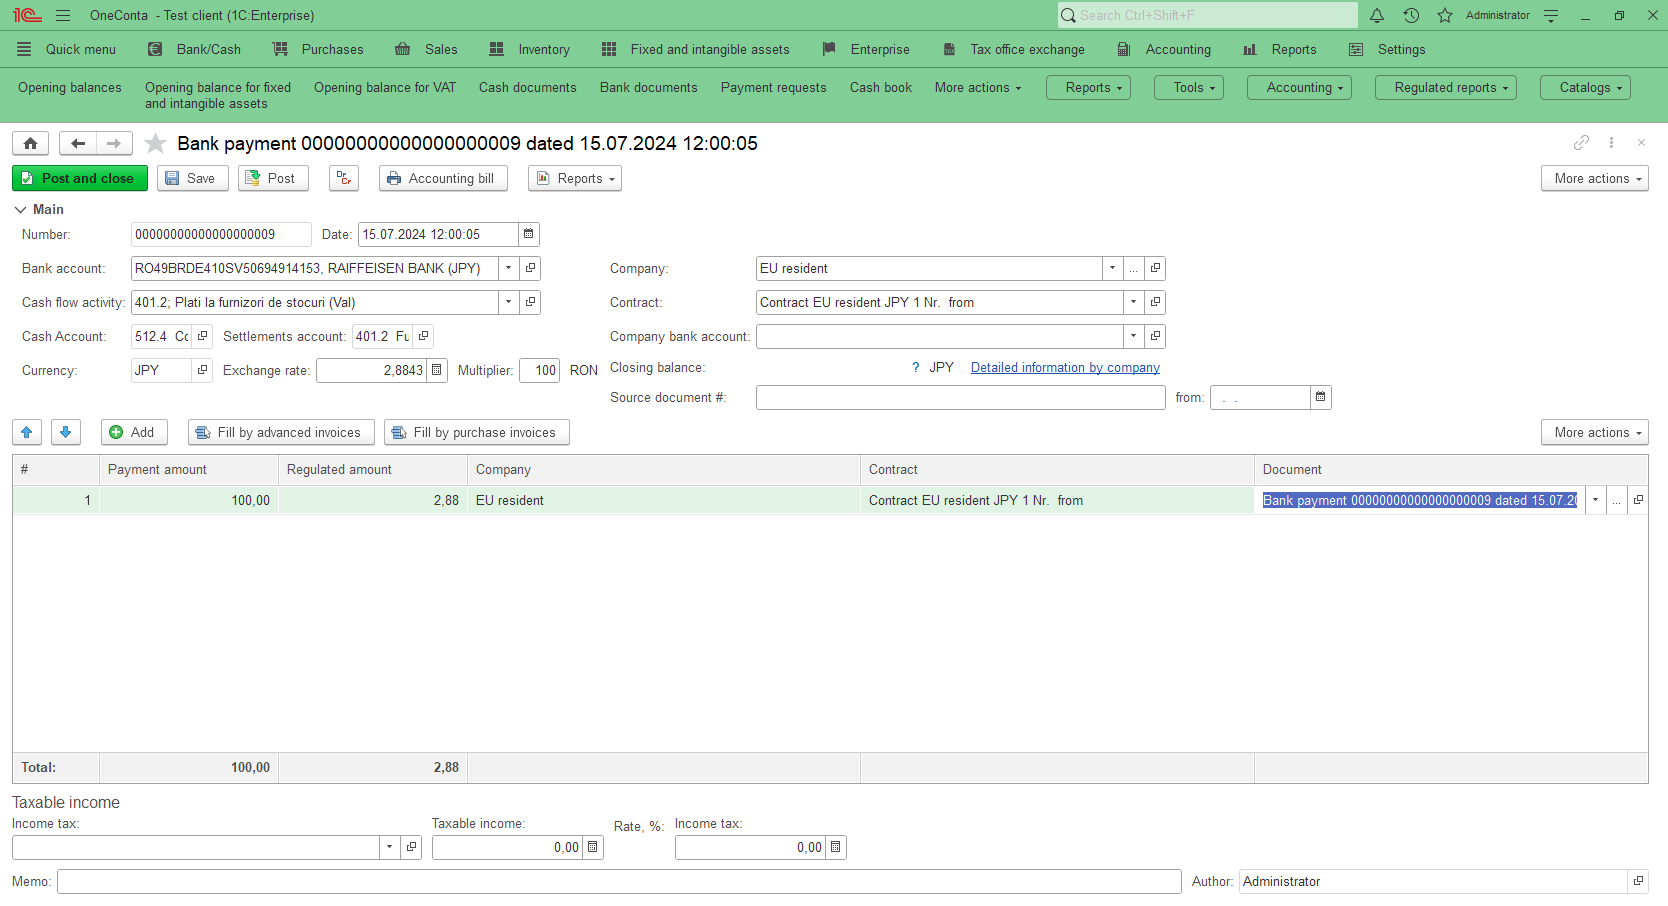 1C OneConta - Test client (1C:Enterprise) Search Ctrl+Shift+F Administrator
Quick menu Bank/Cash Purchases Sales Inventory Fixed and intangible assets Enterprise Tax office exchange Accounting Reports Settings
Opening balances Opening balance for fixed and intangible assets Opening balance for VAT Cash documents Bank documents Payment requests Cash book More actions Reports Tools Accounting Regulated reports Catalogs
Bank payment 00000000000000000009 dated 15.07.2024 12:00:05
Post and close Save Post Dr Cr Accounting bill Reports More actions
Main
Number: 00000000000000000009 Date: 15.07.2024 12:00:05
Bank account: RO49BRDE410SV50694914153, RAIFFEISEN BANK (JPY) Company: EU resident ...
Cash flow activity: 401.2; Plati la furnizori de stocuri (Val) Contract: Contract EU resident JPY 1 Nr. from
Cash Account: 512.4 Cc Settlements account: 401.2 Fu Company bank account:
Currency: JPY Exchange rate: 2,8843 Multiplier: 100 RON Closing balance: ? JPY Detailed information by company
Source document #: from: . .
Add Fill by advanced invoices Fill by purchase invoices More actions
# Payment amount Regulated amount Company Contract Document
1 100,00 2,88 EU resident Contract EU resident JPY 1 Nr. from Bank payment 00000000000000000009 dated 15.07.20 ...
Total: 100,00 2,88
Taxable income
Income tax: Taxable income: Rate, %: Income tax:
0,00 0,00
Memo: Author: Administrator